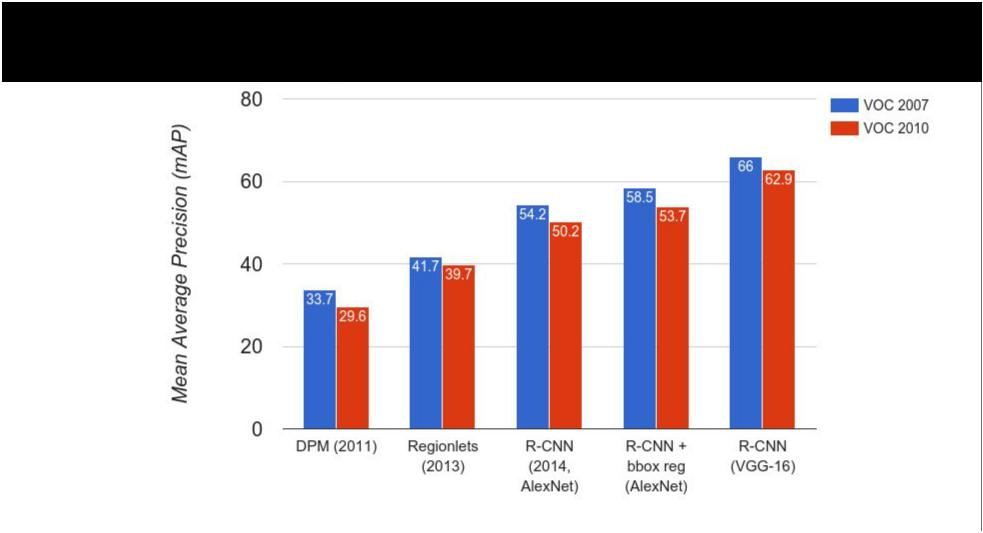 80
60
40
20
0
Mean Average Precision (mAP)
VOC 2007
VOC 2010
33.7
29.6
41.7
39.7
54.2
50.2
58.5
53.7
66
62.9
DPM (2011)
Regionlets
(2013)
R-CNN
(2014,
AlexNet)
R-CNN +
bbox reg
(AlexNet)
R-CNN
(VGG-16)